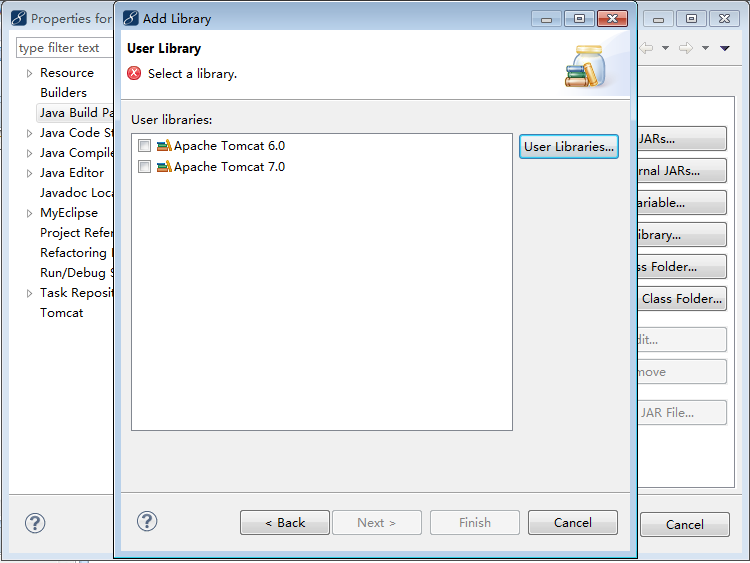 Properties for
type filter text
Resource
Builders
Java Build Pa
Java Code St
Java Compile
Java Editor
Javadoc Loca
MyEclipse
Project Refer
Refactoring
Run/Debug S
Task Reposit
Tomcat
Add Library
User Library
Select a library.
User libraries:
Apache Tomcat 6.0
Apache Tomcat 7.0
User Libraries...
< Back
Next >
Finish
Cancel
JARs...
rnal JARs...
ariable...
ibrary...
ss Folder...
Class Folder...
dit...
move
JAR File...
Cancel